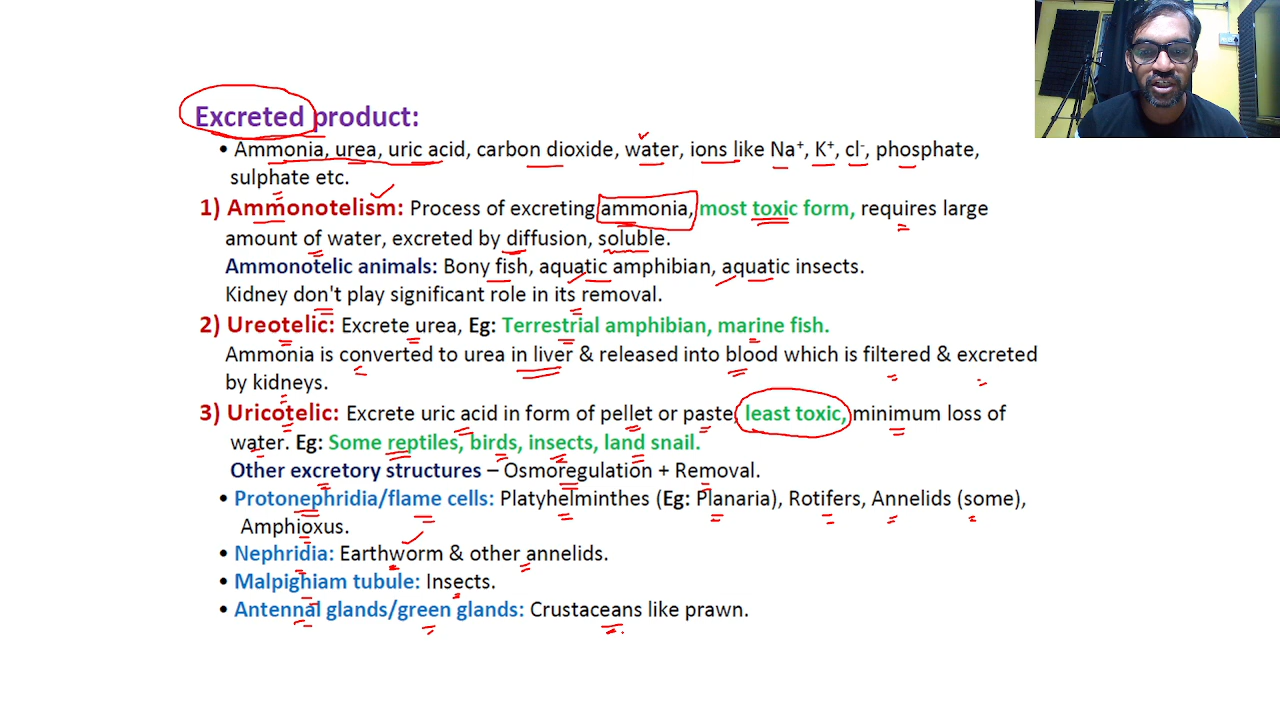 Excreted product:
• Ammonia, urea, uric acid, carbon dioxide, water, ions like Na⁺, K⁺, cl⁻, phosphate,
sulphate etc.
1) Ammonotelism: Process of excreting ammonia, most toxic form, requires large
amount of water, excreted by diffusion, soluble.
Ammonotelic animals: Bony fish, aquatic amphibian, aquatic insects.
Kidney don't play significant role in its removal.
2) Ureotelic: Excrete urea, Eg: Terrestrial amphibian, marine fish.
Ammonia is converted to urea in liver & released into blood which is filtered & excreted
by kidneys.
3) Uricotelic: Excrete uric acid in form of pellet or paste, least toxic, minimum loss of
water. Eg: Some reptiles, birds, insects, land snail.
Other excretory structures – Osmoregulation + Removal.
• Protonephridia/flame cells: Platyhelminthes (Eg: Planaria), Rotifers, Annelids (some),
Amphioxus.
• Nephridia: Earthworm & other annelids.
• Malpighiam tubule: Insects.
• Antennal glands/green glands: Crustaceans like prawn.